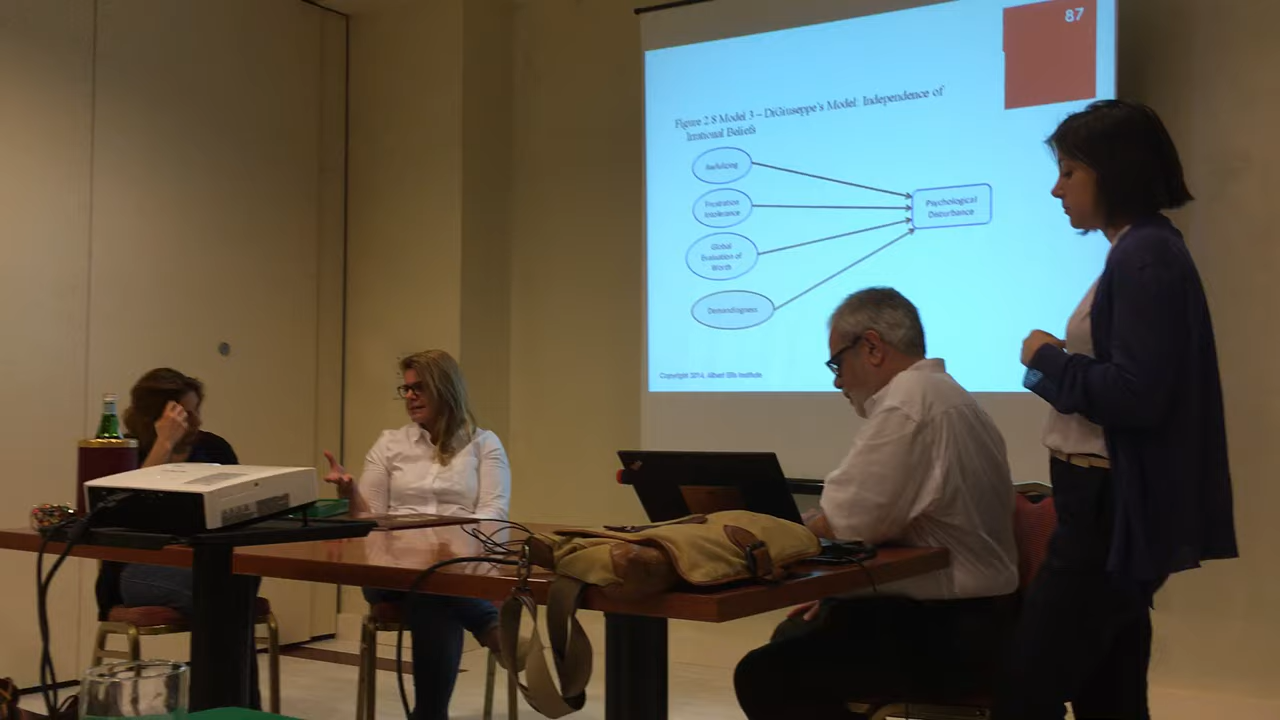 87
Figure 2.8 Model 3 – DiGiuseppe's Model: Independence of
Irrational Beliefs
Awfulizing
Frustration
Intolerance
Psychological
Disturbance
Global
Evaluation of
Worth
Demandingness
Copyright 2014, Albert Ellis Institute